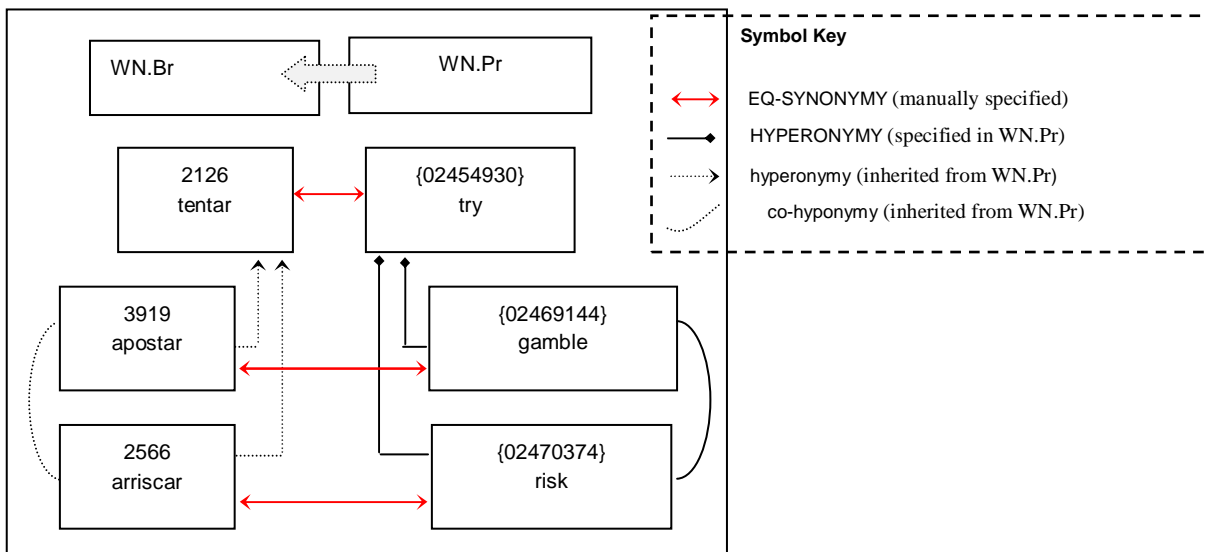 Symbol Key
WN.Br
WN.Pr
EQ-SYNONYMY (manually specified)
HYPERONYMY (specified in WN.Pr)
hyperonymy (inherited from WN.Pr)
co-hyponymy (inherited from WN.Pr)
2126
tentar
{02454930}
try
3919
apostar
{02469144}
gamble
2566
arriscar
{02470374}
risk